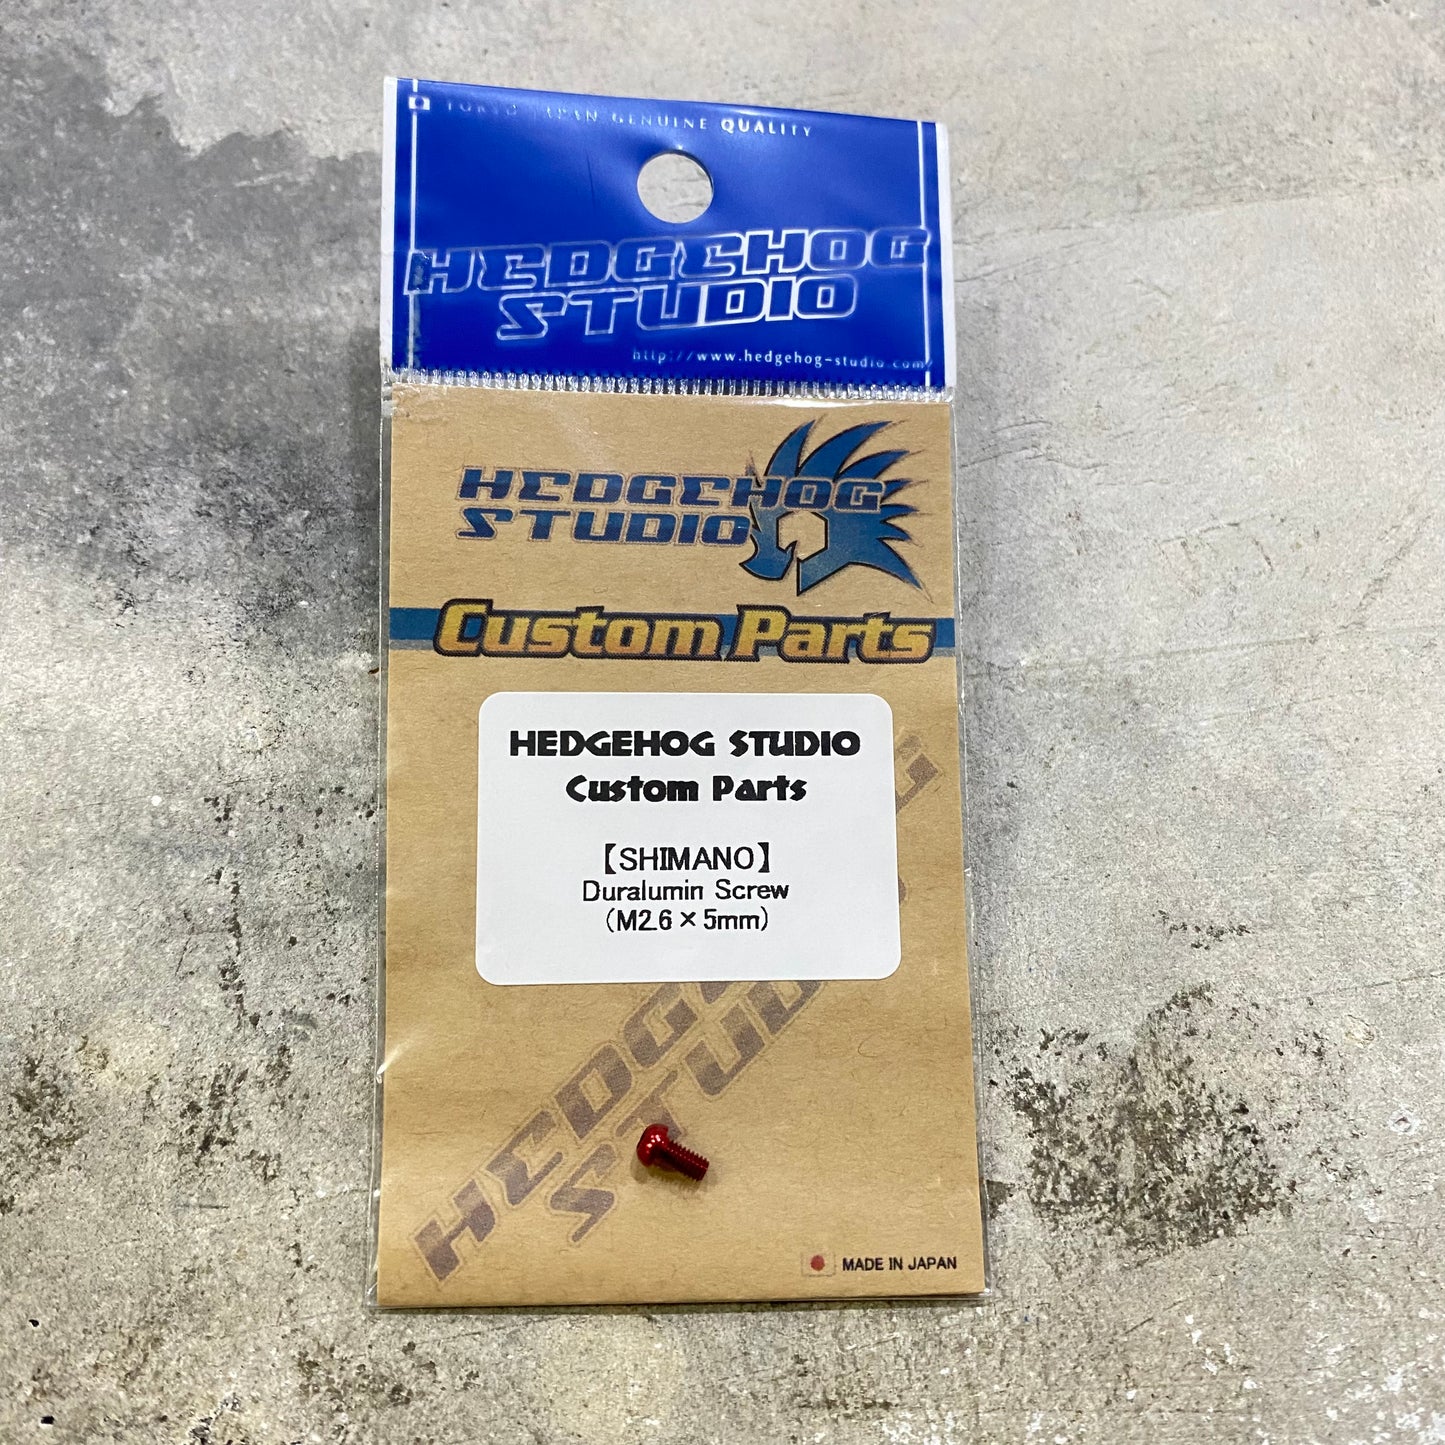 TOKYO JAPAN GENUINE QUALITY
HEDGEHOG
STUDIO
http://www.hedgehog-studio.com/
HEDGEHOG
STUDIO
Custom Parts
HEDGEHOG STUDIO
Custom Parts
【SHIMANO】
Duralumin Screw
(M2.6×5mm)
HEDGEHOG
STUDIO
MADE IN JAPAN